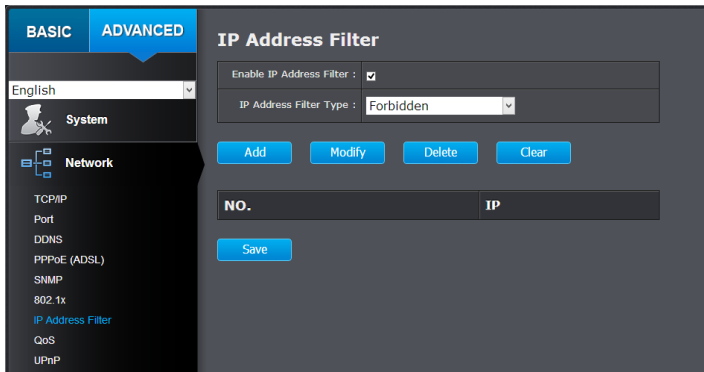 BASIC ADVANCED
English
System
Network
TCP/IP
Port
DDNS
PPPoE (ADSL)
SNMP
802.1x
IP Address Filter
QoS
UPnP
IP Address Filter
Enable IP Address Filter :
IP Address Filter Type : Forbidden
Add Modify Delete Clear
NO. IP
Save